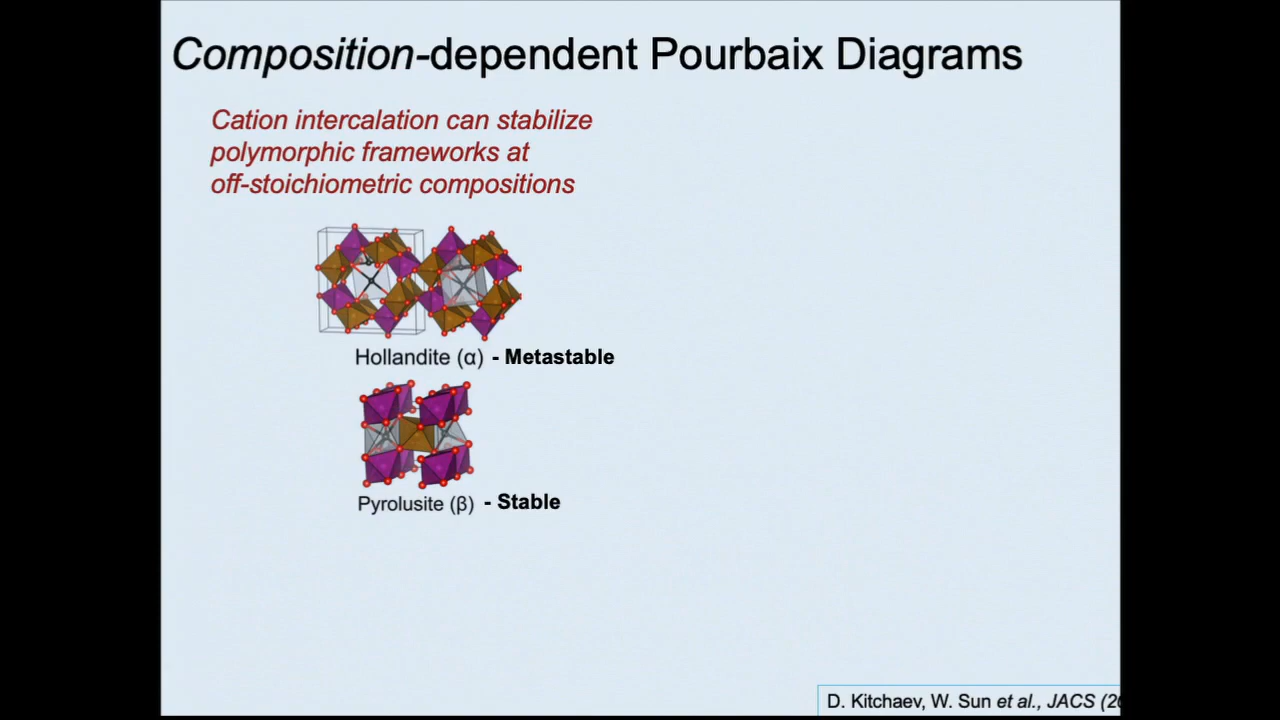 Composition-dependent Pourbaix Diagrams
Cation intercalation can stabilize
polymorphic frameworks at
off-stoichiometric compositions
Hollandite (α) - Metastable
Pyrolusite (β) - Stable
D. Kitchaev, W. Sun et al., JACS